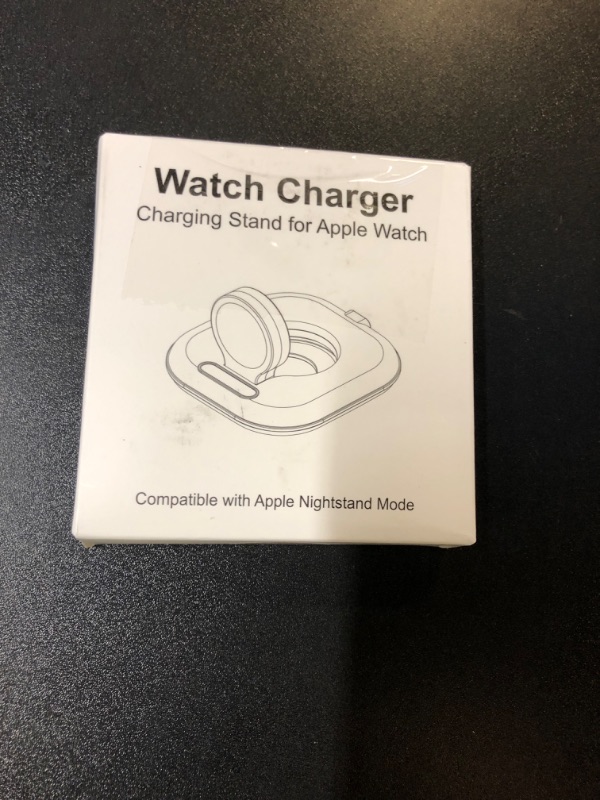 Watch Charger
Charging Stand for Apple Watch
Compatible with Apple Nightstand Mode